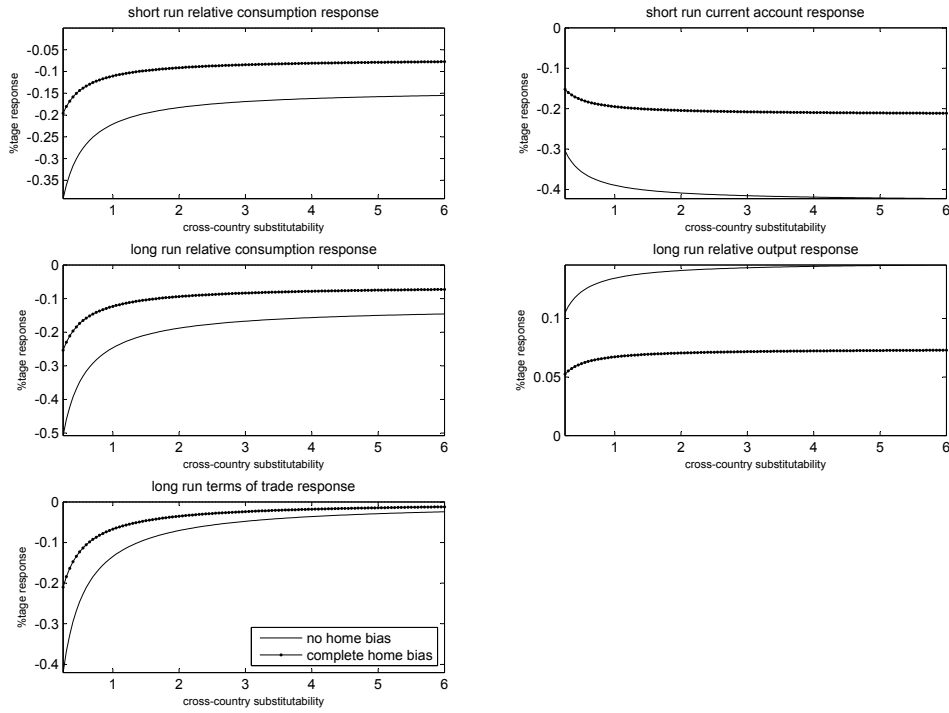 short run relative consumption response
-0.05
-0.1
-0.15
-0.2
-0.25
-0.3
-0.35
%tage response
1 2 3 4 5 6
cross-country substitutability
short run current account response
0
-0.1
-0.2
-0.3
-0.4
%tage response
1 2 3 4 5 6
cross-country substitutability
long run relative consumption response
0
-0.1
-0.2
-0.3
-0.4
-0.5
%tage response
1 2 3 4 5 6
cross-country substitutability
long run relative output response
0.1
0.05
0
%tage response
1 2 3 4 5 6
cross-country substitutability
long run terms of trade response
0
-0.1
-0.2
-0.3
-0.4
%tage response
no home bias
complete home bias
1 2 3 4 5 6
cross-country substitutability